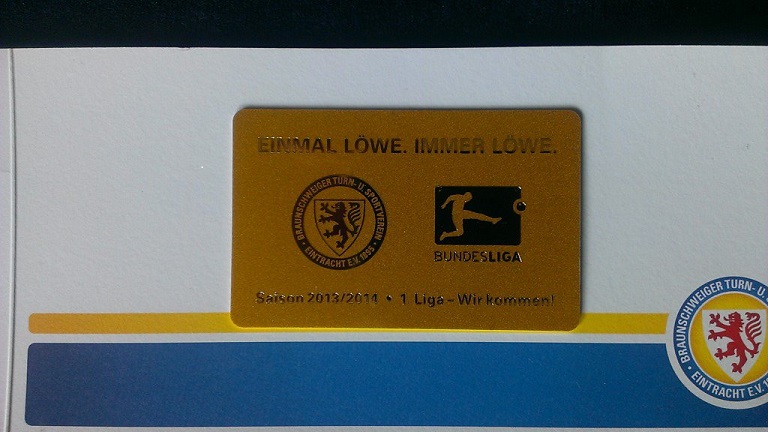 EINMAL LÖWE. IMMER LÖWE.
BRAUNSCHWEIGER TURN- U. SPORTVEREIN
· EINTRACHT E.V. 1895 ·
BUNDESLIGA
Saison 2013/2014 • 1 Liga - Wir kommen!
BRAUNSCHWEIGER TURN- U.
EINTRACHT E.V.